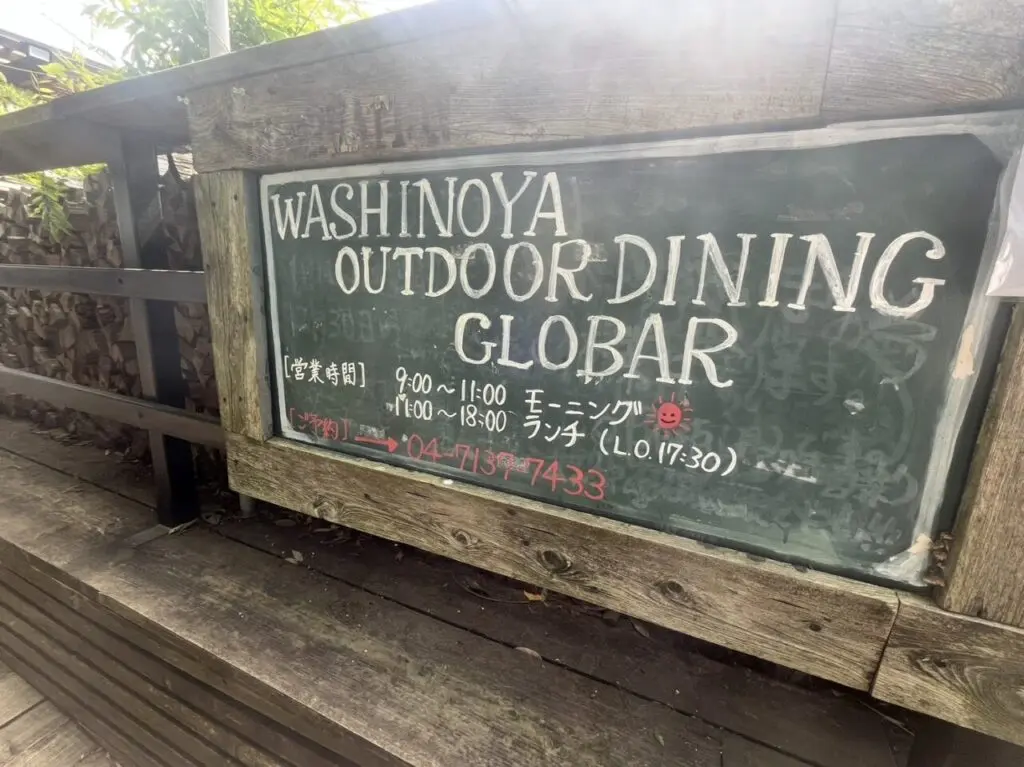 WASHINOYA
OUTDOOR DINING
GLOBAR
[営業時間] 9:00～11:00 モーニング
11:00～18:00 ランチ (L.O.17:30)
[ご予約]→04-7137-7433